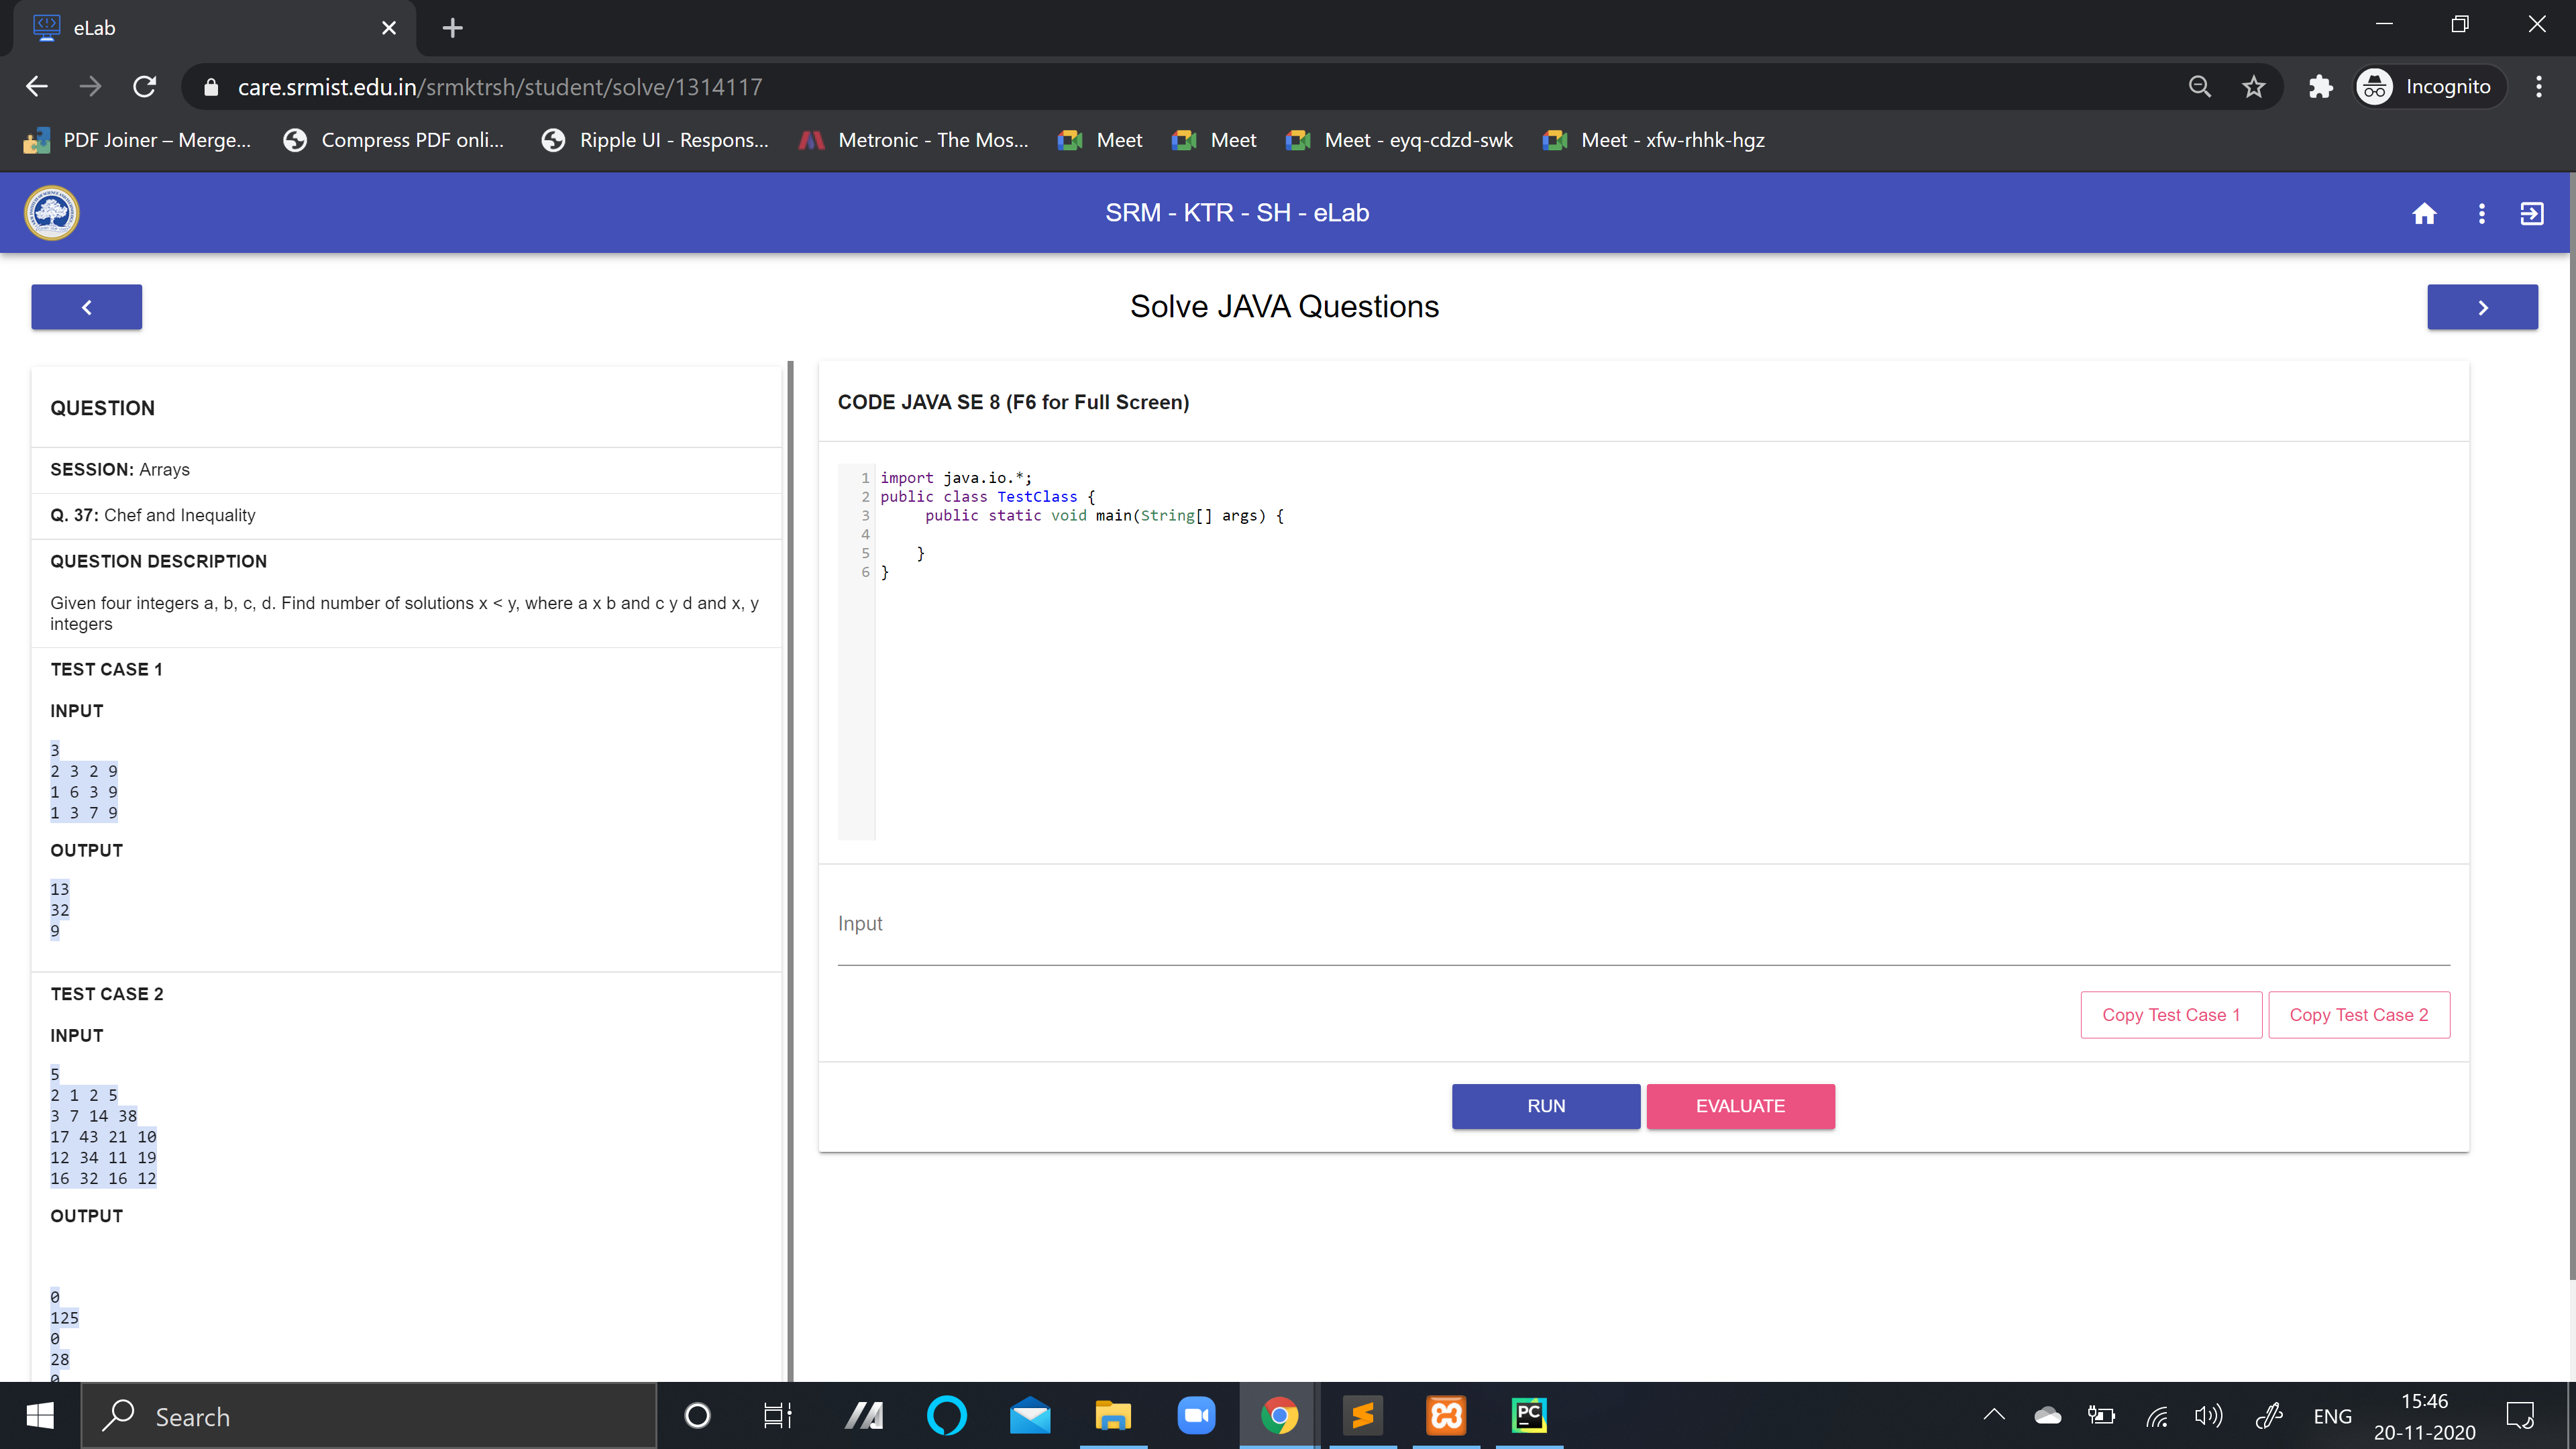 eLab
care.srmist.edu.in/srmktrsh/student/solve/1314117
Incognito
PDF Joiner – Merge...
Compress PDF onli...
Ripple UI - Respons...
Metronic - The Mos...
Meet
Meet
Meet - eyq-cdzd-swk
Meet - xfw-rhhk-hgz
SRM - KTR - SH - eLab
Solve JAVA Questions
QUESTION
SESSION: Arrays
Q. 37: Chef and Inequality
QUESTION DESCRIPTION
Given four integers a, b, c, d. Find number of solutions x < y, where a x b and c y d and x, y
integers
TEST CASE 1
INPUT
3
2 3 2 9
1 6 3 9
1 3 7 9
OUTPUT
13
32
9
TEST CASE 2
INPUT
5
2 1 2 5
3 7 14 38
17 43 21 10
12 34 11 19
16 32 16 12
OUTPUT
0
125
0
28
0
CODE JAVA SE 8 (F6 for Full Screen)
1 import java.io.*;
2 public class TestClass {
3 public static void main(String[] args) {
4
5 }
6 }
Input
Copy Test Case 1
Copy Test Case 2
RUN
EVALUATE
Search
PC
ENG
15:46
20-11-2020